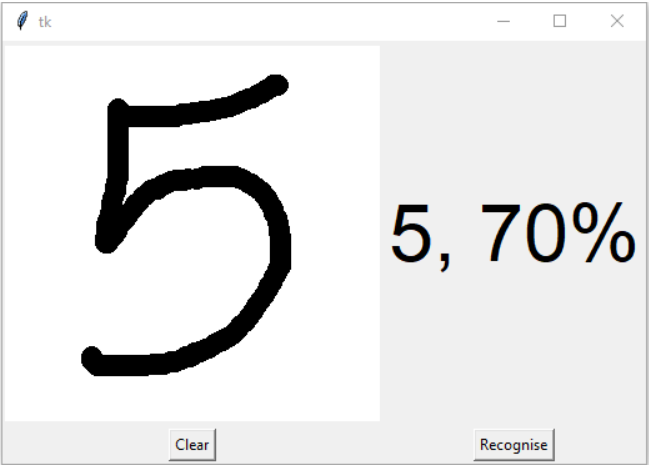 tk
5
5, 70%
Clear
Recognise